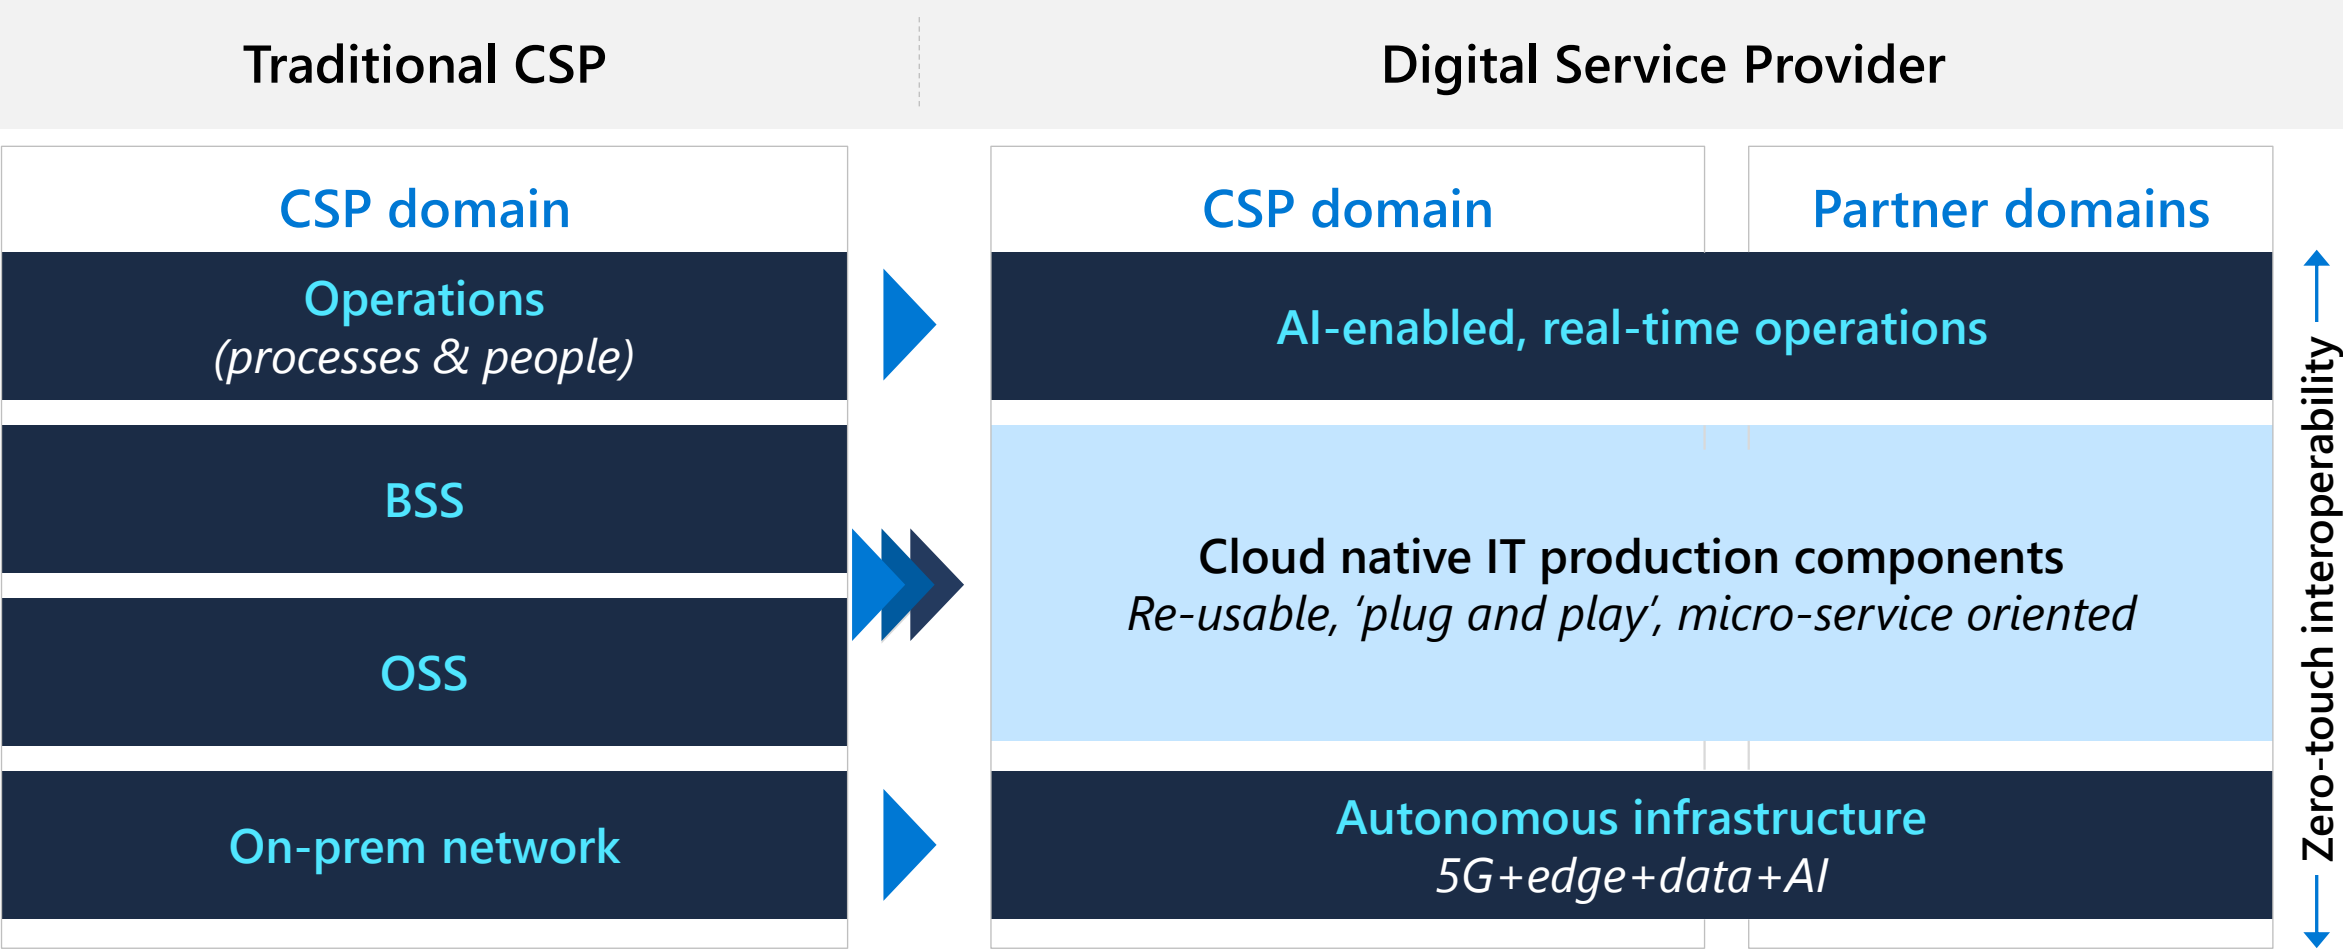 Traditional CSP
Digital Service Provider
CSP domain
Operations
(processes & people)
BSS
OSS
On-prem network
CSP domain
Partner domains
AI-enabled, real-time operations
Cloud native IT production components
Re-usable, ‘plug and play’, micro-service oriented
Autonomous infrastructure
5G+edge+data+AI
Zero-touch interoperability